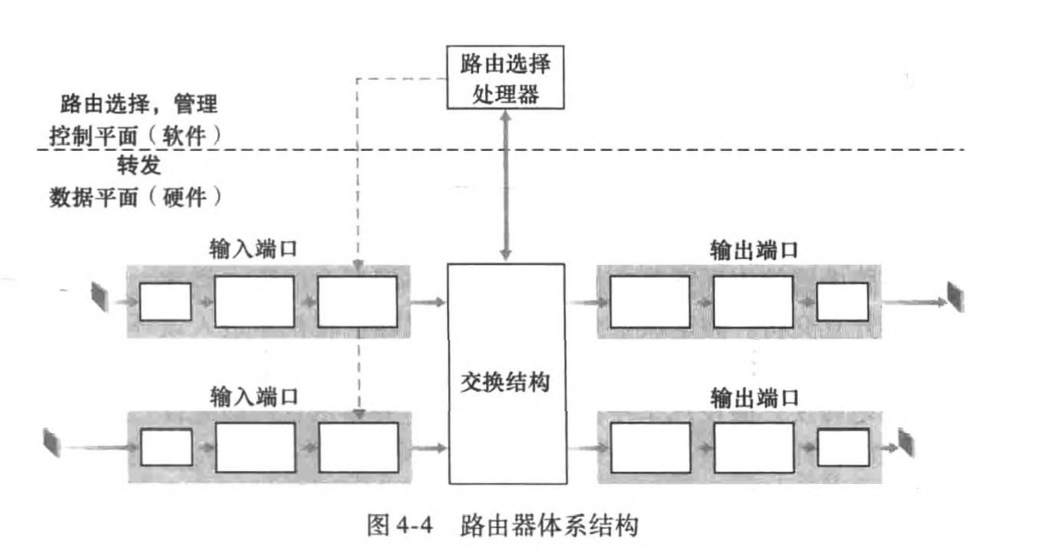 路由选择
处理器
路由选择，管理
控制平面（软件）
转发
数据平面（硬件）
输入端口
输出端口
交换结构
输入端口
输出端口
图 4-4 路由器体系结构